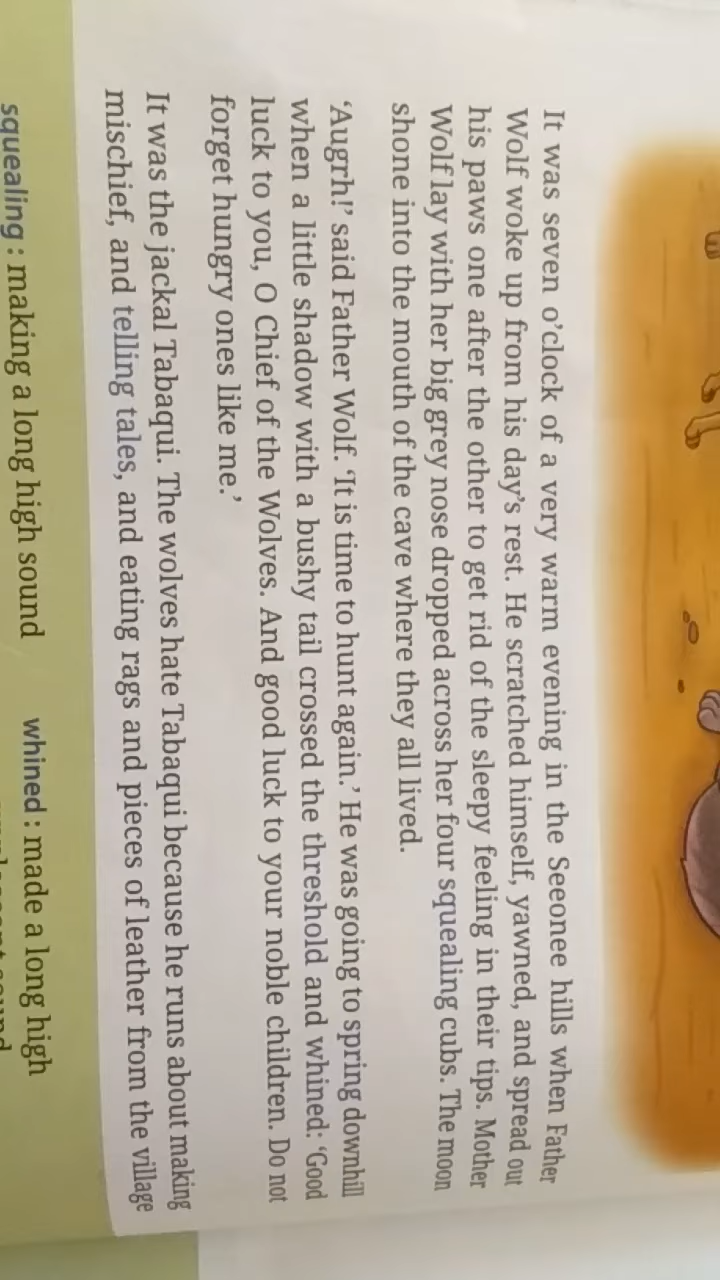 It was seven o'clock of a very warm evening in the Seeonee hills when Father
Wolf woke up from his day's rest. He scratched himself, yawned, and spread out
his paws one after the other to get rid of the sleepy feeling in their tips. Mother
Wolf lay with her big grey nose dropped across her four squealing cubs. The moon
shone into the mouth of the cave where they all lived.
‘Augrh!’ said Father Wolf. ‘It is time to hunt again.’ He was going to spring downhill
when a little shadow with a bushy tail crossed the threshold and whined: ‘Good
luck to you, O Chief of the Wolves. And good luck to your noble children. Do not
forget hungry ones like me.’
It was the jackal Tabaqui. The wolves hate Tabaqui because he runs about making
mischief, and telling tales, and eating rags and pieces of leather from the village
squealing : making a long high sound
whined : made a long high